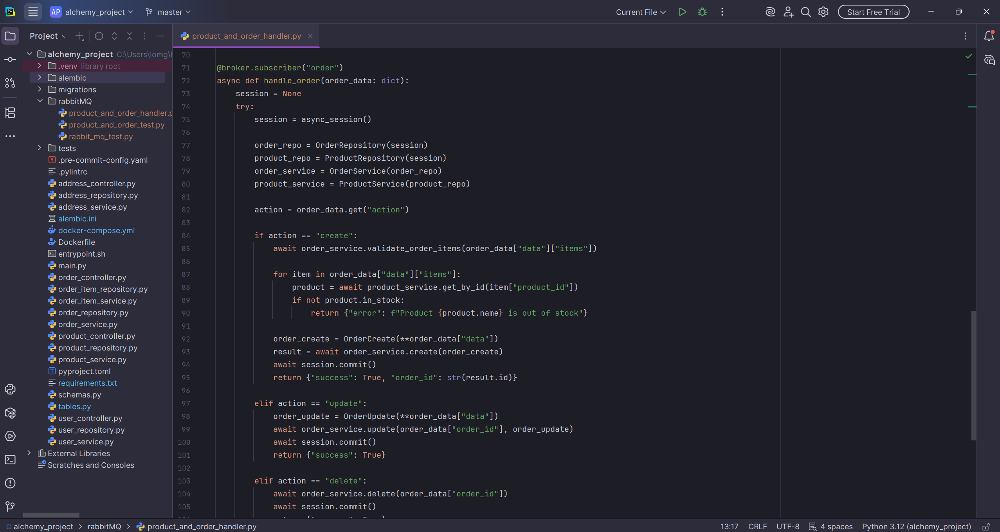 AP alchemy_project master Current File Start Free Trial
Project
product_and_order_handler.py
alchemy_project C:\Users\lomg\
.venv library root
alembic
migrations
rabbitMQ
product_and_order_handler.p
product_and_order_test.py
rabbit_mq_test.py
tests
.pre-commit-config.yaml
.pylintrc
address_controller.py
address_repository.py
address_service.py
alembic.ini
docker-compose.yml
Dockerfile
entrypoint.sh
main.py
order_controller.py
order_item_repository.py
order_item_service.py
order_repository.py
order_service.py
product_controller.py
product_repository.py
product_service.py
pyproject.toml
requirements.txt
schemas.py
tables.py
user_controller.py
user_repository.py
user_service.py
External Libraries
Scratches and Consoles
70
71 @broker.subscriber("order")
72 async def handle_order(order_data: dict):
73     session = None
74     try:
75         session = async_session()
76
77         order_repo = OrderRepository(session)
78         product_repo = ProductRepository(session)
79         order_service = OrderService(order_repo)
80         product_service = ProductService(product_repo)
81
82         action = order_data.get("action")
83
84         if action == "create":
85             await order_service.validate_order_items(order_data["data"]["items"])
86
87             for item in order_data["data"]["items"]:
88                 product = await product_service.get_by_id(item["product_id"])
89                 if not product.in_stock:
90                     return {"error": f"Product {product.name} is out of stock"}
91
92             order_create = OrderCreate(**order_data["data"])
93             result = await order_service.create(order_create)
94             await session.commit()
95             return {"success": True, "order_id": str(result.id)}
96
97         elif action == "update":
98             order_update = OrderUpdate(**order_data["data"])
99             await order_service.update(order_data["order_id"], order_update)
100             await session.commit()
101             return {"success": True}
102
103         elif action == "delete":
104             await order_service.delete(order_data["order_id"])
105             await session.commit()
alchemy_project > rabbitMQ > product_and_order_handler.py 13:17 CRLF UTF-8 4 spaces Python 3.12 (alchemy_project)